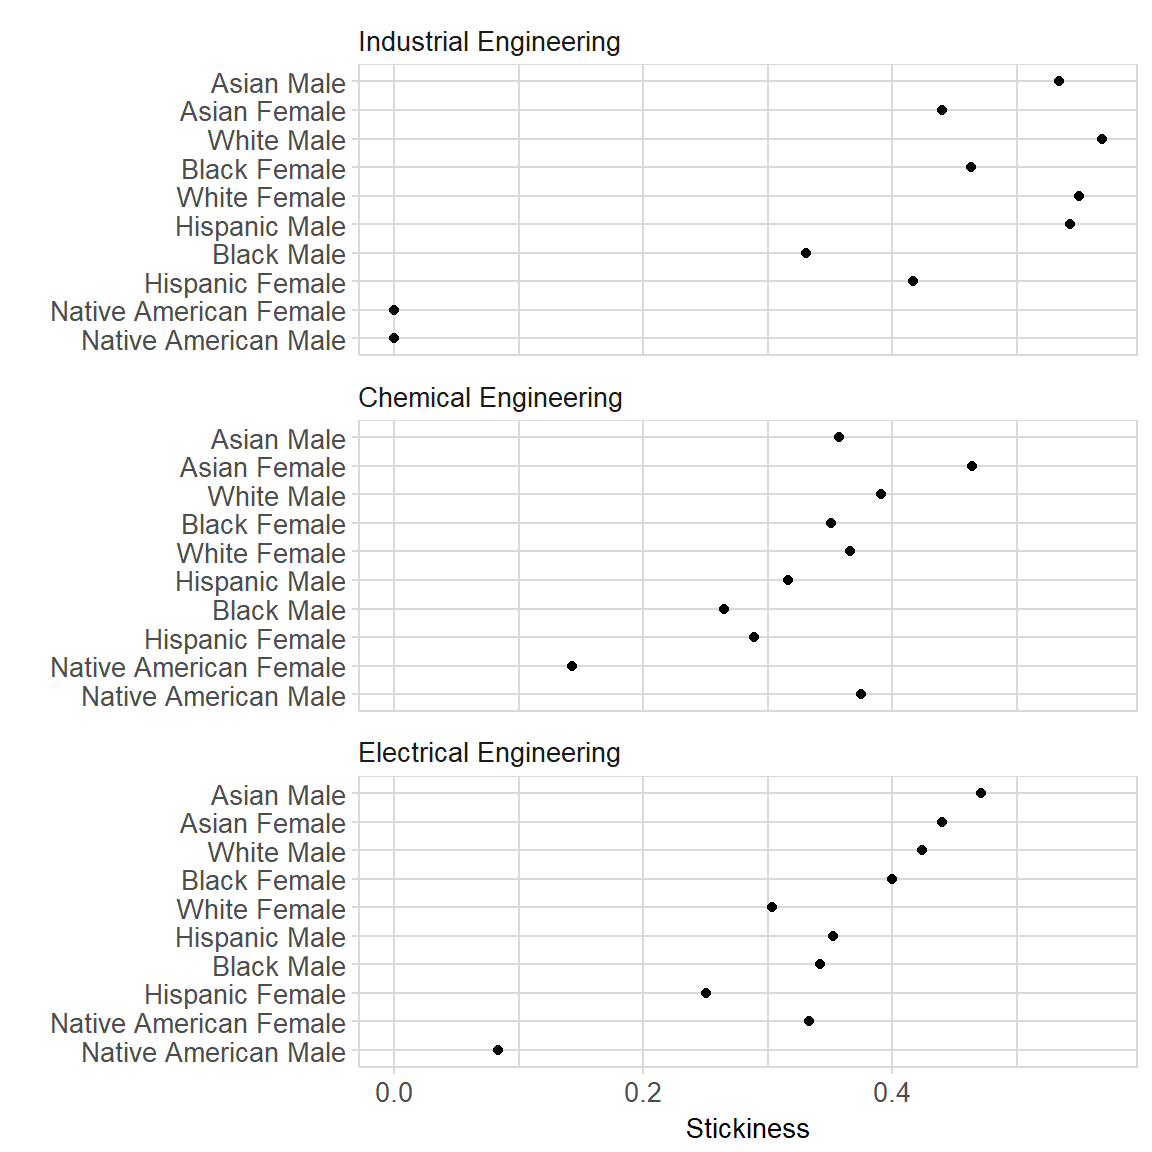 Industrial Engineering
Asian Male
Asian Female
White Male
Black Female
White Female
Hispanic Male
Black Male
Hispanic Female
Native American Female
Native American Male
Chemical Engineering
Asian Male
Asian Female
White Male
Black Female
White Female
Hispanic Male
Black Male
Hispanic Female
Native American Female
Native American Male
Electrical Engineering
Asian Male
Asian Female
White Male
Black Female
White Female
Hispanic Male
Black Male
Hispanic Female
Native American Female
Native American Male
0.0 0.2 0.4
Stickiness